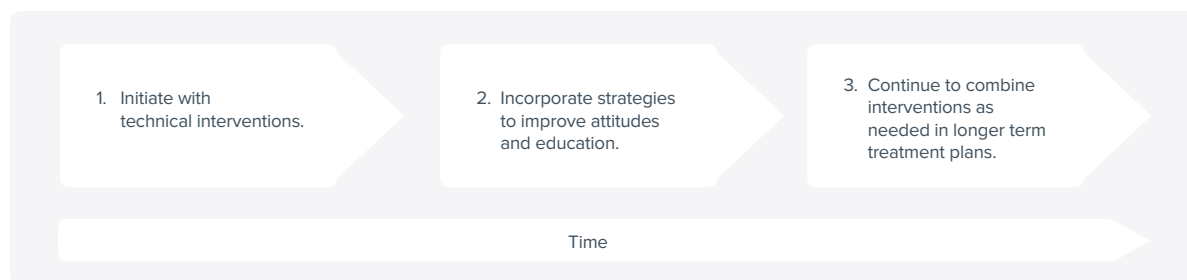 1. Initiate with
technical interventions.
2. Incorporate strategies
to improve attitudes
and education.
3. Continue to combine
interventions as
needed in longer term
treatment plans.
Time